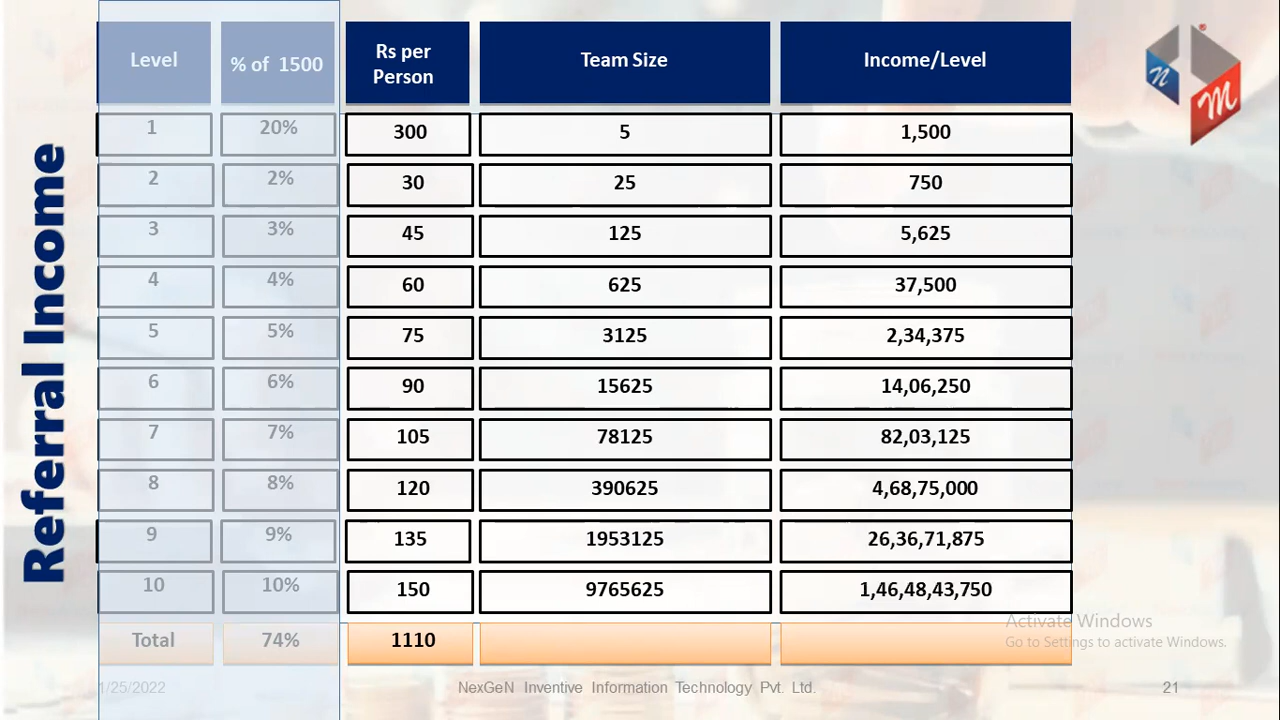 Referral Income
Level % of 1500 Rs per Person Team Size Income/Level
1 20% 300 5 1,500
2 2% 30 25 750
3 3% 45 125 5,625
4 4% 60 625 37,500
5 5% 75 3125 2,34,375
6 6% 90 15625 14,06,250
7 7% 105 78125 82,03,125
8 8% 120 390625 4,68,75,000
9 9% 135 1953125 26,36,71,875
10 10% 150 9765625 1,46,48,43,750
Total 74% 1110
Activate Windows
Go to Settings to activate Windows.
1/25/2022 NexGeN Inventive Information Technology Pvt. Ltd. 21
n
m
®